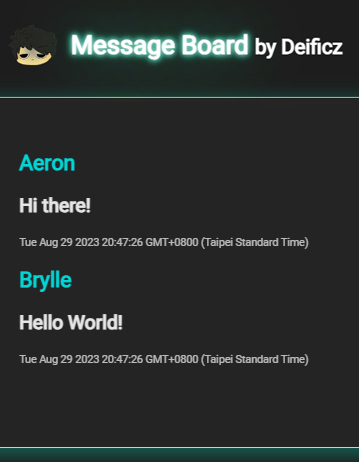 Message Board by Deificz
Aeron
Hi there!
Tue Aug 29 2023 20:47:26 GMT+0800 (Taipei Standard Time)
Brylle
Hello World!
Tue Aug 29 2023 20:47:26 GMT+0800 (Taipei Standard Time)